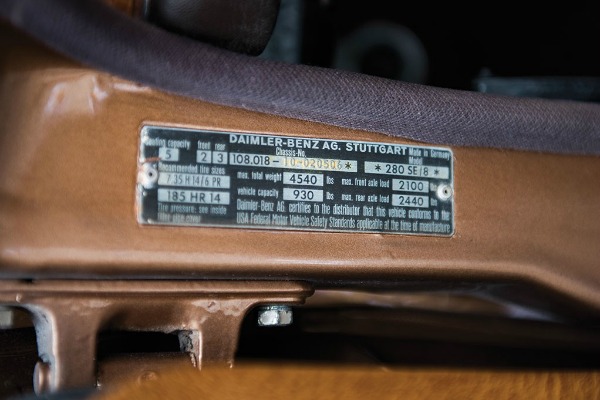 DAIMLER-BENZ AG. STUTTGART Made in Germany
Seating capacity front rear Chassis-No. Model
5 2 3 108.018-10-020506* * 280 SE/8 *
Recommended tire sizes max. total weight 4540 lbs max. front axle load 2100
7,35 H 14/6 PR vehicle capacity 930 lbs max. rear axle load 2440
185 HR 14 Daimler-Benz AG certifies to the distributor that this vehicle conforms to the
Tire pressure: see inside USA Federal Motor Vehicle Safety Standards applicable at the time of manufacture